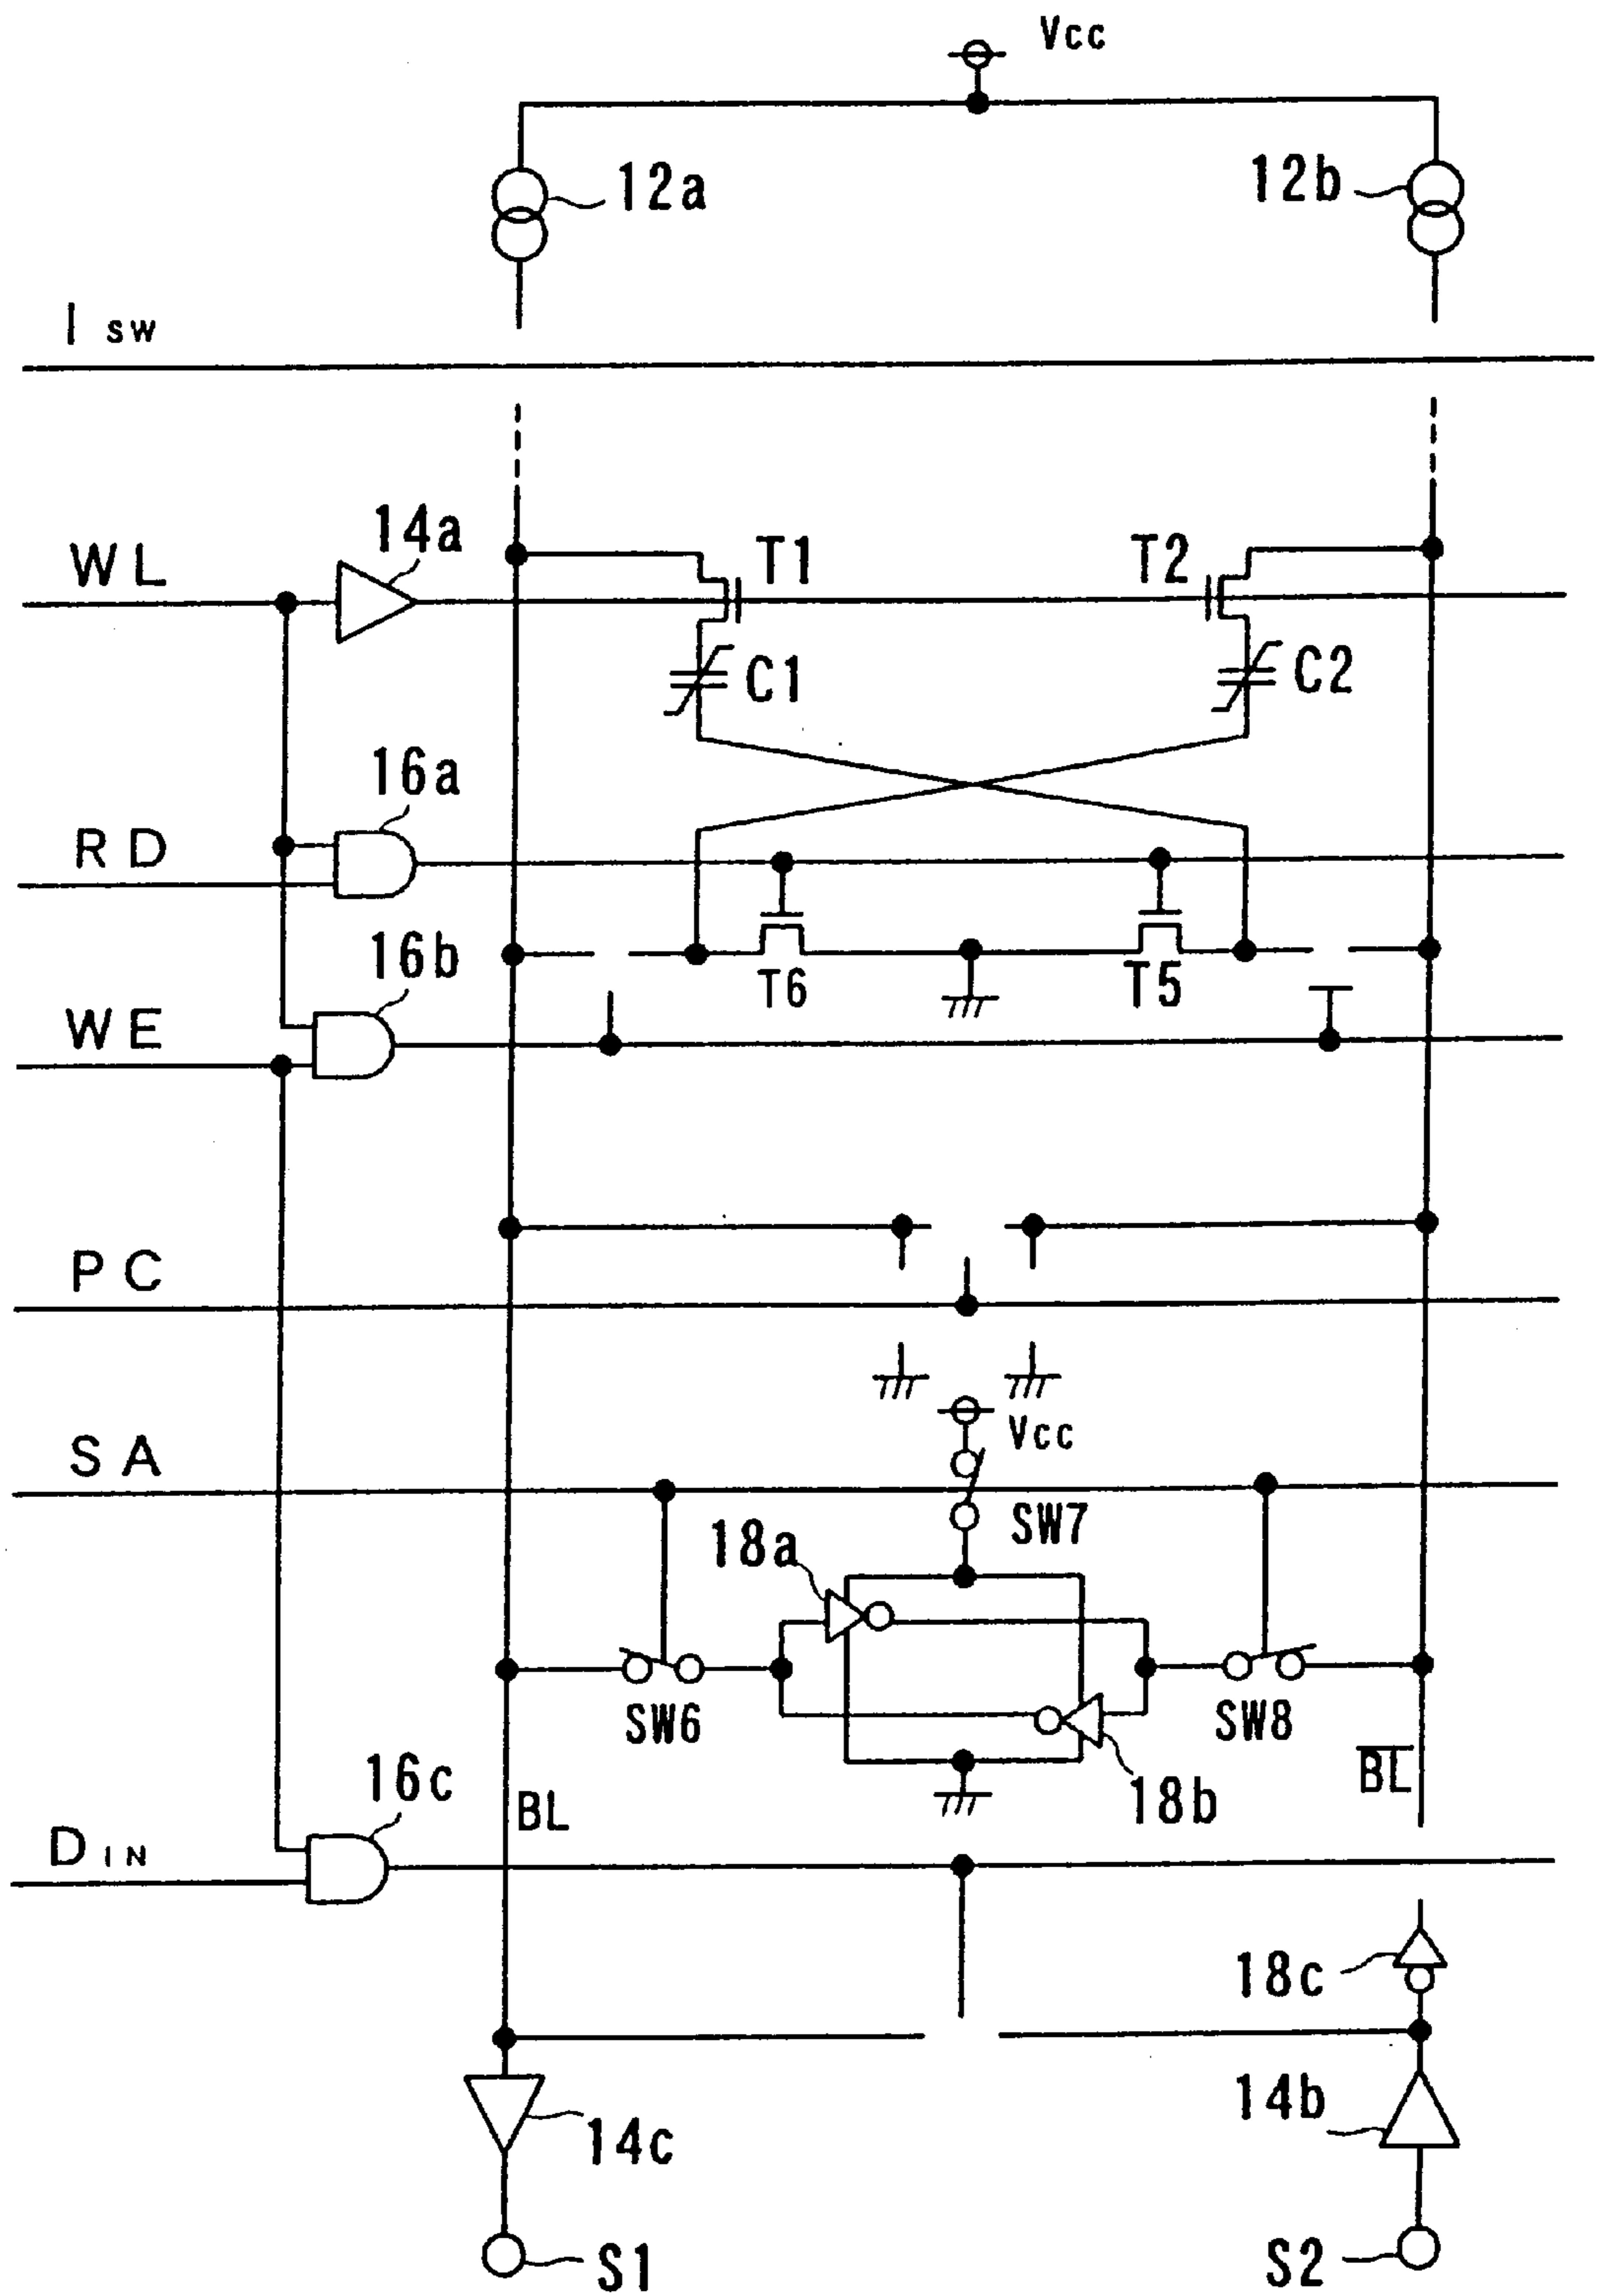 Vcc
12a
12b
I sw
WL
14a
T1
T2
C1
C2
16a
RD
16b
T6
T5
WE
PC
Vcc
SA
SW7
18a
SW6
SW8
18b
BL
BL
16c
D IN
18c
14b
14c
S1
S2